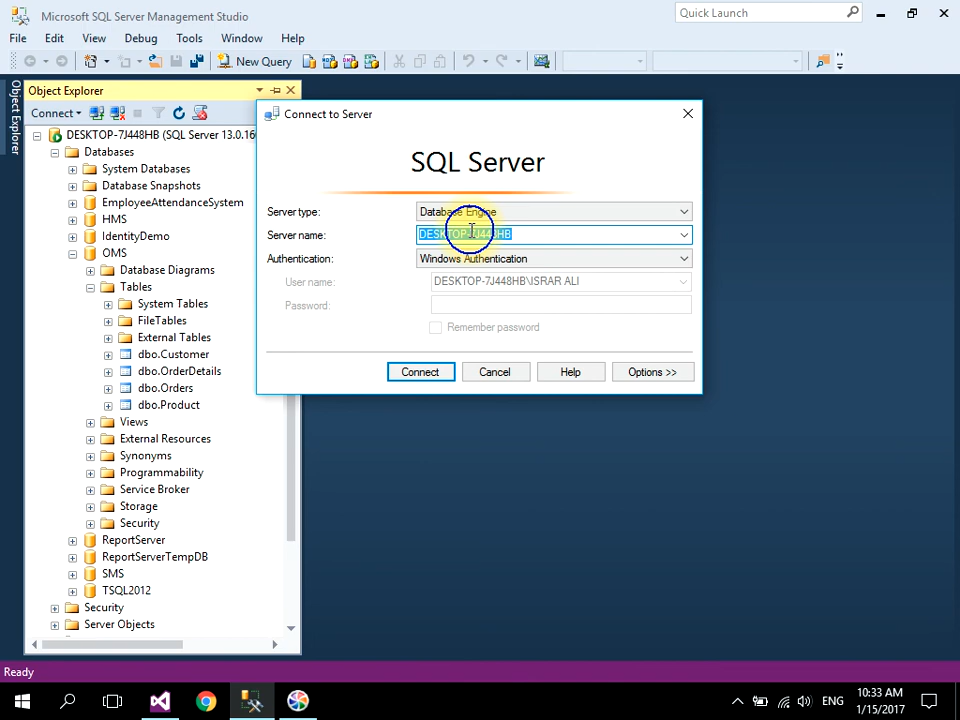 Microsoft SQL Server Management Studio
Quick Launch
File Edit View Debug Tools Window Help
New Query
Object Explorer
Object Explorer
Connect
DESKTOP-7J448HB (SQL Server 13.0.16
Databases
System Databases
Database Snapshots
EmployeeAttendanceSystem
HMS
IdentityDemo
OMS
Database Diagrams
Tables
System Tables
FileTables
External Tables
dbo.Customer
dbo.OrderDetails
dbo.Orders
dbo.Product
Views
External Resources
Synonyms
Programmability
Service Broker
Storage
Security
ReportServer
ReportServerTempDB
SMS
TSQL2012
Security
Server Objects
Connect to Server
SQL Server
Server type: Database Engine
Server name: DESKTOP-7J448HB
Authentication: Windows Authentication
User name: DESKTOP-7J448HB\ISRAR ALI
Password:
Remember password
Connect Cancel Help Options >>
Ready
ENG
10:33 AM
1/15/2017